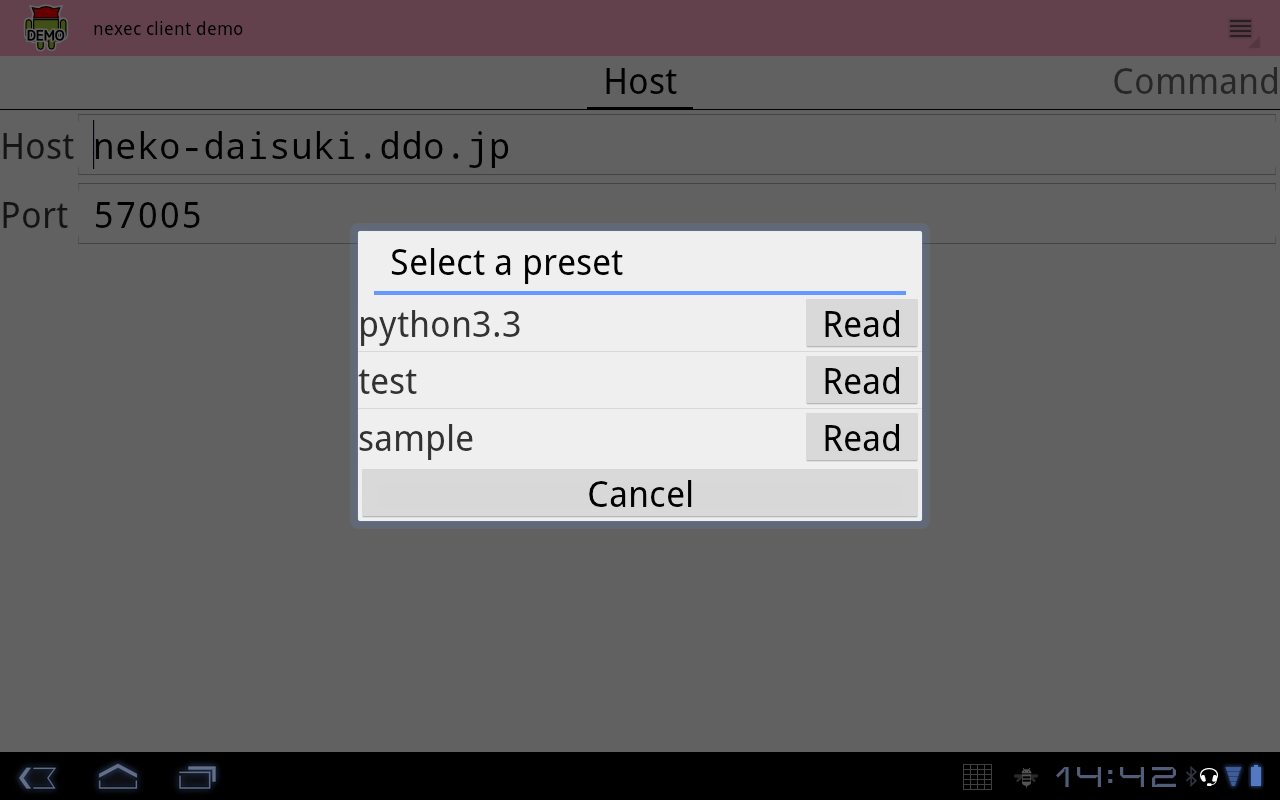 DEMO nexec client demo
Host Command
Host neko-daisuki.ddo.jp
Port 57005
Select a preset
python3.3 Read
test Read
sample Read
Cancel
14:42